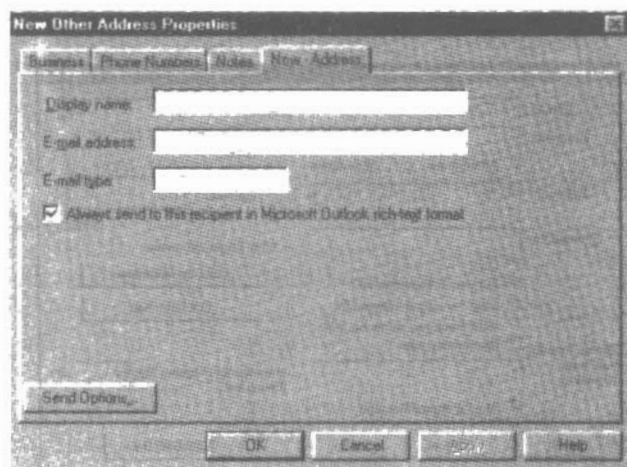 New Other Address Properties
Business Phone Numbers Notes New - Address
Display name:
E-mail address:
E-mail type:
Always send to this recipient in Microsoft Outlook rich-text format
Send Options...
OK Cancel Apply Help